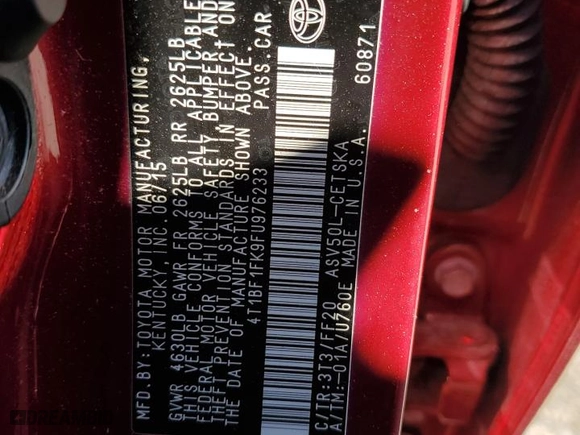 MFD.BY:TOYOTA MOTOR MANUFACTURING,
KENTUCKY, INC. 06/15
GVWR 4630LB GAWR FR 2625LB RR 2625LB
THIS VEHICLE CONFORMS TO ALL APPLICABLE
FEDERAL MOTOR VEHICLE SAFETY, BUMPER AND
THEFT PREVENTION STANDARDS IN EFFECT ON
THE DATE OF MANUFACTURE SHOWN ABOVE.
4T1BF1FK9FU976233 PASS. CAR
C/TR:3T3/FF20 ASV50L-CETSKA
A/TM:-01A/U760E MADE IN U.S.A.
60871